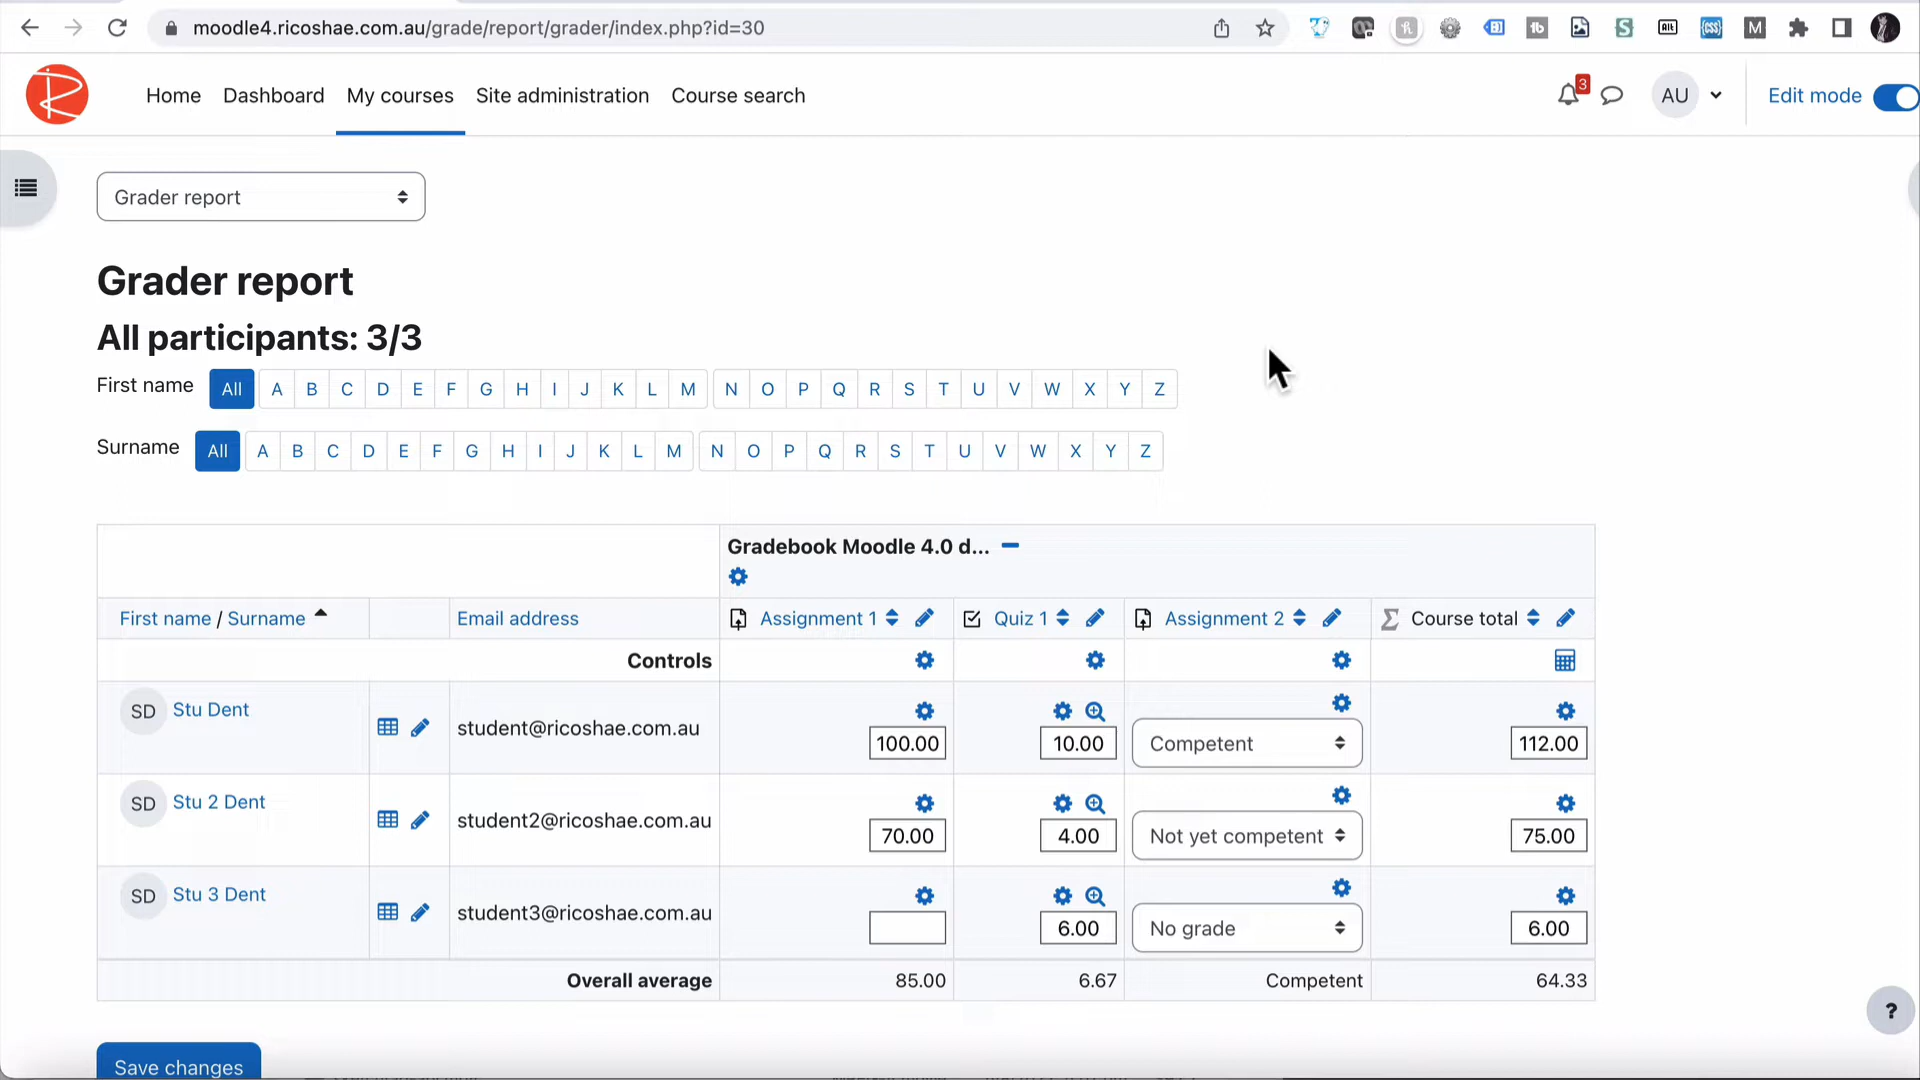 moodle4.ricoshae.com.au/grade/report/grader/index.php?id=30
Home Dashboard My courses Site administration Course search 3 AU Edit mode
Grader report
Grader report
All participants: 3/3
First name All A B C D E F G H I J K L M N O P Q R S T U V W X Y Z
Surname All A B C D E F G H I J K L M N O P Q R S T U V W X Y Z
Gradebook Moodle 4.0 d...
First name / Surname Email address Assignment 1 Quiz 1 Assignment 2 Course total
Controls
SD Stu Dent student@ricoshae.com.au 100.00 10.00 Competent 112.00
SD Stu 2 Dent student2@ricoshae.com.au 70.00 4.00 Not yet competent 75.00
SD Stu 3 Dent student3@ricoshae.com.au 6.00 No grade 6.00
Overall average 85.00 6.67 Competent 64.33
?
Save changes